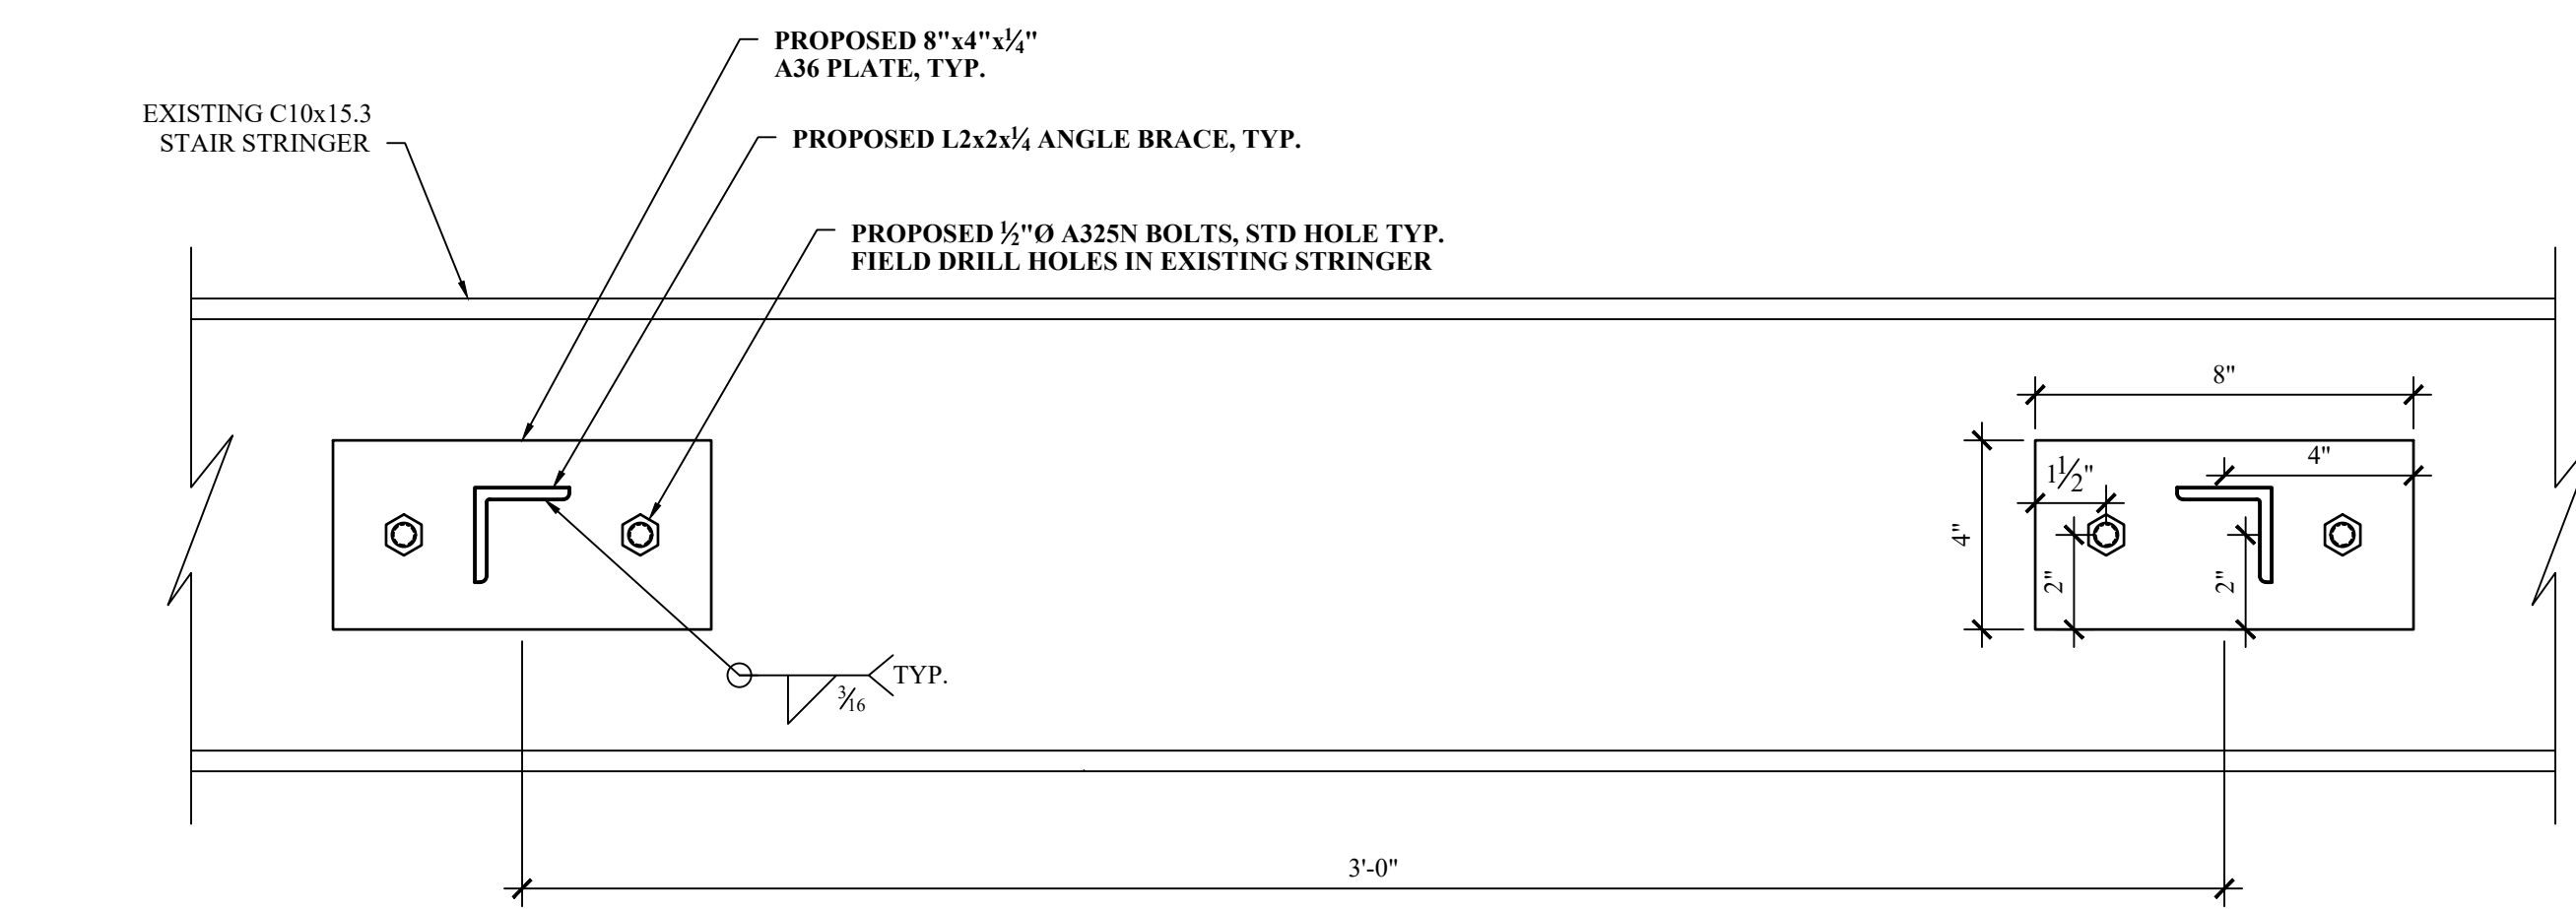 PROPOSED 8"x4"x¼"
A36 PLATE, TYP.
EXISTING C10x15.3
STAIR STRINGER
PROPOSED L2x2x¼ ANGLE BRACE, TYP.
PROPOSED ½"Ø A325N BOLTS, STD HOLE TYP.
FIELD DRILL HOLES IN EXISTING STRINGER
8"
4"
1½"
4"
2"
2"
TYP.
3⁄16
3'-0"